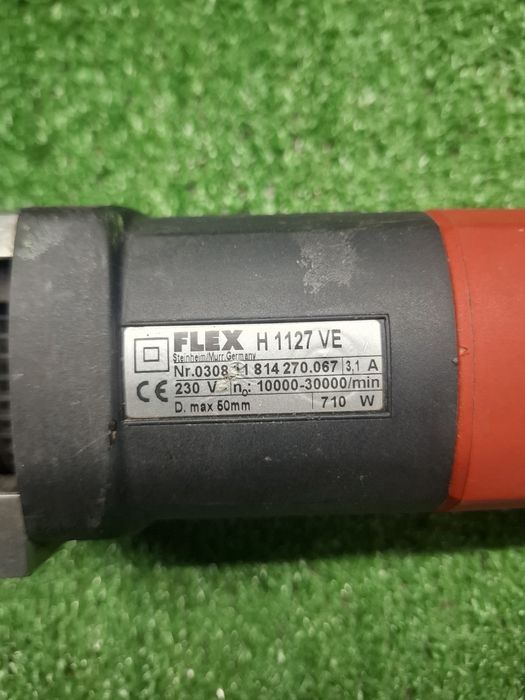 FLEX H 1127 VE
Steinheim/Murr, Germany
Nr.0308 11 814 270.067 3,1 A
CE 230 V~ n₀: 10000-30000/min
D. max 50mm 710 W